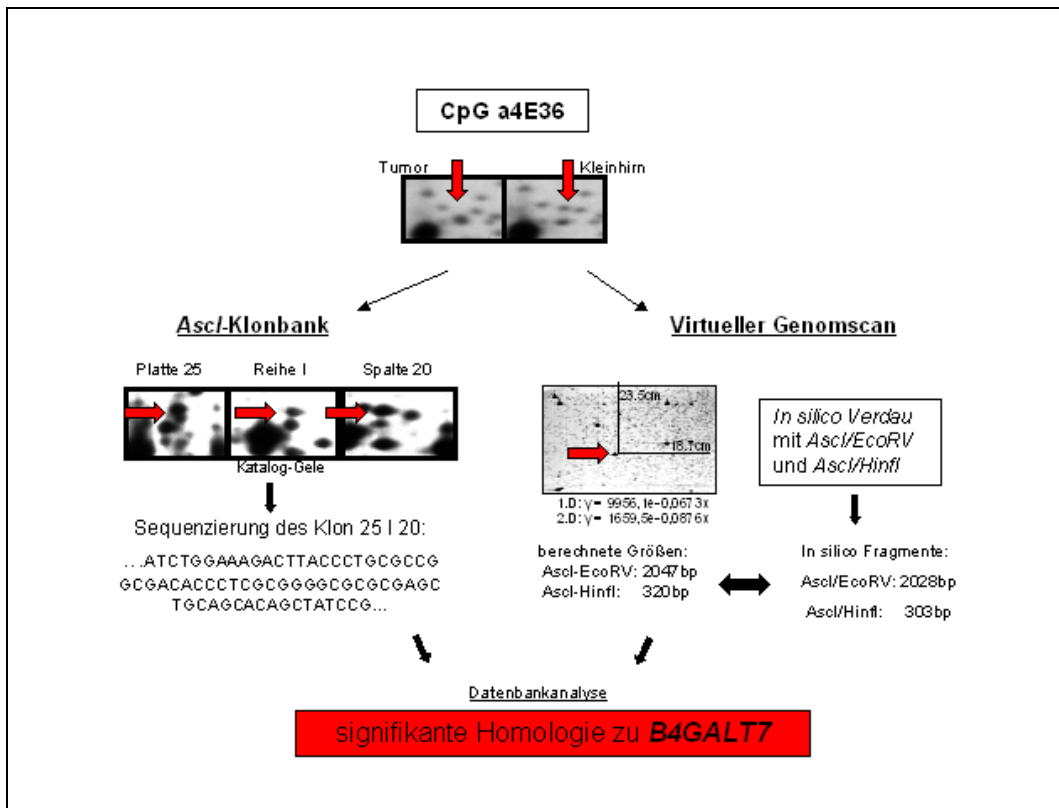 CpG a4E36
Tumor
Kleinhirn
AscI-Klonbank
Virtueller Genomscan
Platte 25
Reihe I
Spalte 20
Katalog-Gele
Sequenzierung des Klon 25 I 20:
...ATCTGGAAAGACTTACCCTGCGCCG
GCGACACCCTCGCGGGGCGCGCGAGC
TGCAGCACAGCTATCCG...
23.5cm
18.7cm
1.D: y = 9956,1e-0,0673x
2.D: y = 1659,5e-0,0876x
berechnete Größen:
AscI-EcoRV: 2047bp
AscI-HinfI: 320bp
In silico Verdau
mit AscI/EcoRV
und AscI/HinfI
In silico Fragmente:
AscI/EcoRV: 2028bp
AscI/HinfI: 303bp
Datenbankanalyse
signifikante Homologie zu B4GALT7